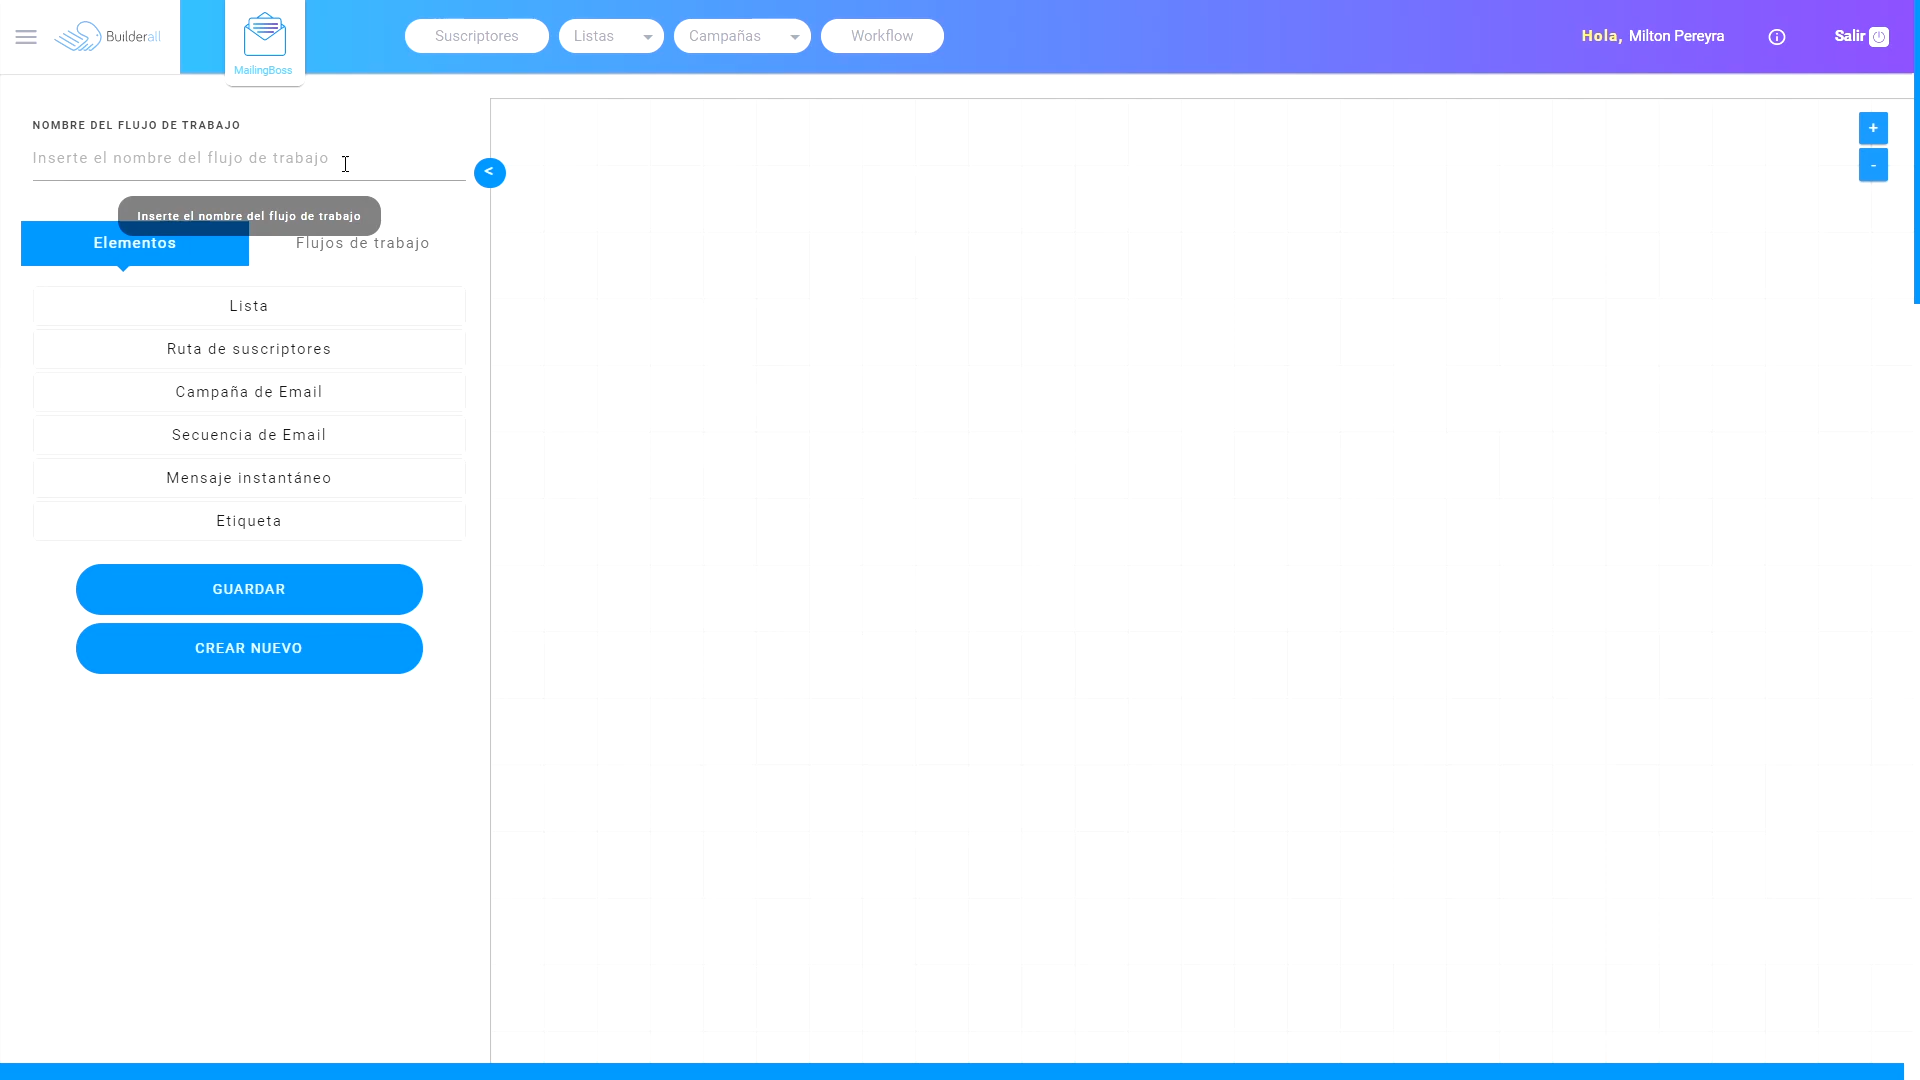 Builderall
MailingBoss
Suscriptores
Listas
Campañas
Workflow
Hola, Milton Pereyra
Salir
NOMBRE DEL FLUJO DE TRABAJO
Inserte el nombre del flujo de trabajo
<
+
-
Inserte el nombre del flujo de trabajo
Elementos
Flujos de trabajo
Lista
Ruta de suscriptores
Campaña de Email
Secuencia de Email
Mensaje instantáneo
Etiqueta
GUARDAR
CREAR NUEVO